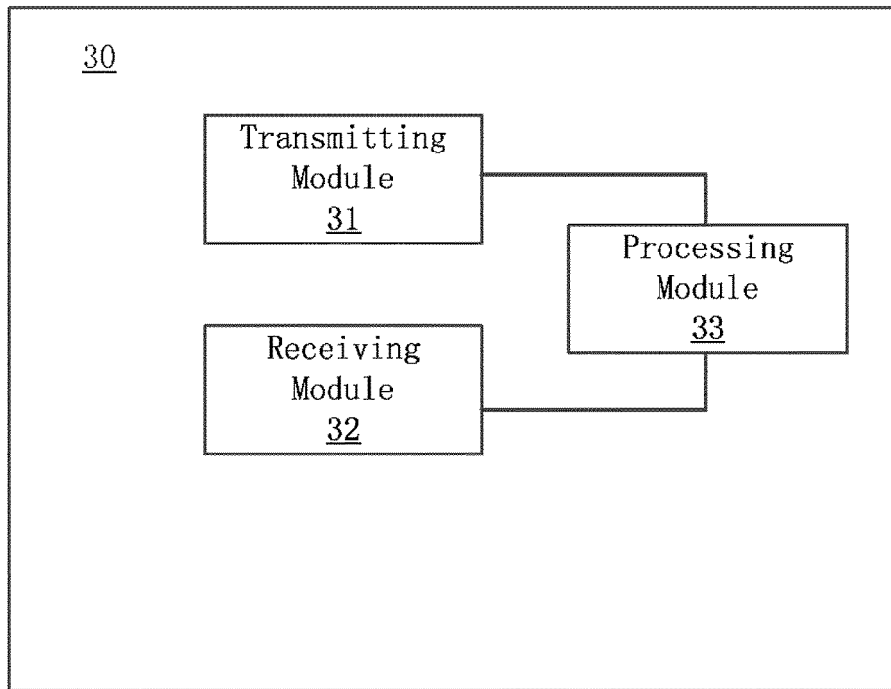 30
Transmitting
Module
31
Processing
Module
33
Receiving
Module
32